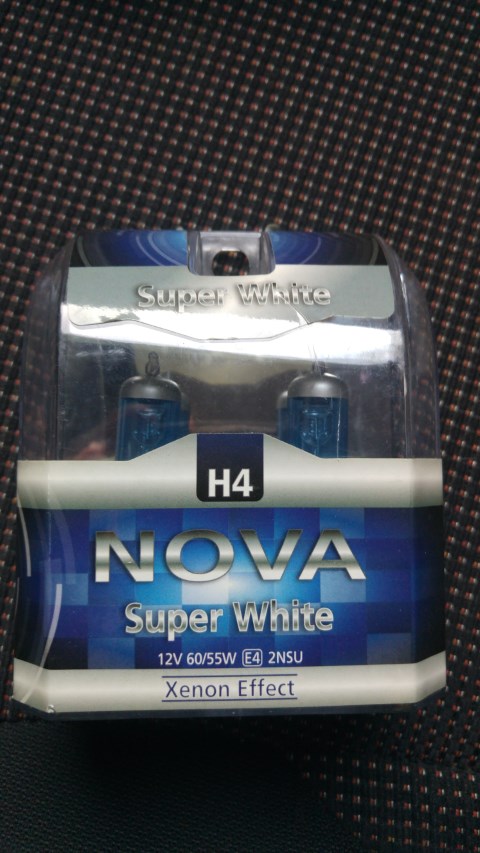 Super White
H4
NOVA
Super White
12V 60/55W E4 2NSU
Xenon Effect